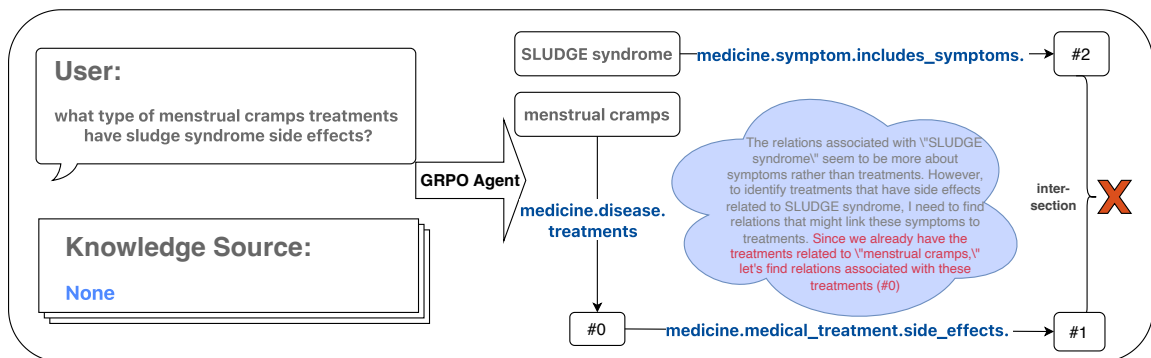 User:
what type of menstrual cramps treatments
have sludge syndrome side effects?
Knowledge Source:
None
GRPO Agent
SLUDGE syndrome
medicine.symptom.includes_symptoms.
#2
menstrual cramps
medicine.disease.
treatments
#0
The relations associated with \"SLUDGE
syndrome\" seem to be more about
symptoms rather than treatments. However,
to identify treatments that have side effects
related to SLUDGE syndrome, I need to find
relations that might link these symptoms to
treatments. Since we already have the
treatments related to \"menstrual cramps,\"
let's find relations associated with these
treatments (#0)
inter-
section
X
medicine.medical_treatment.side_effects.
#1